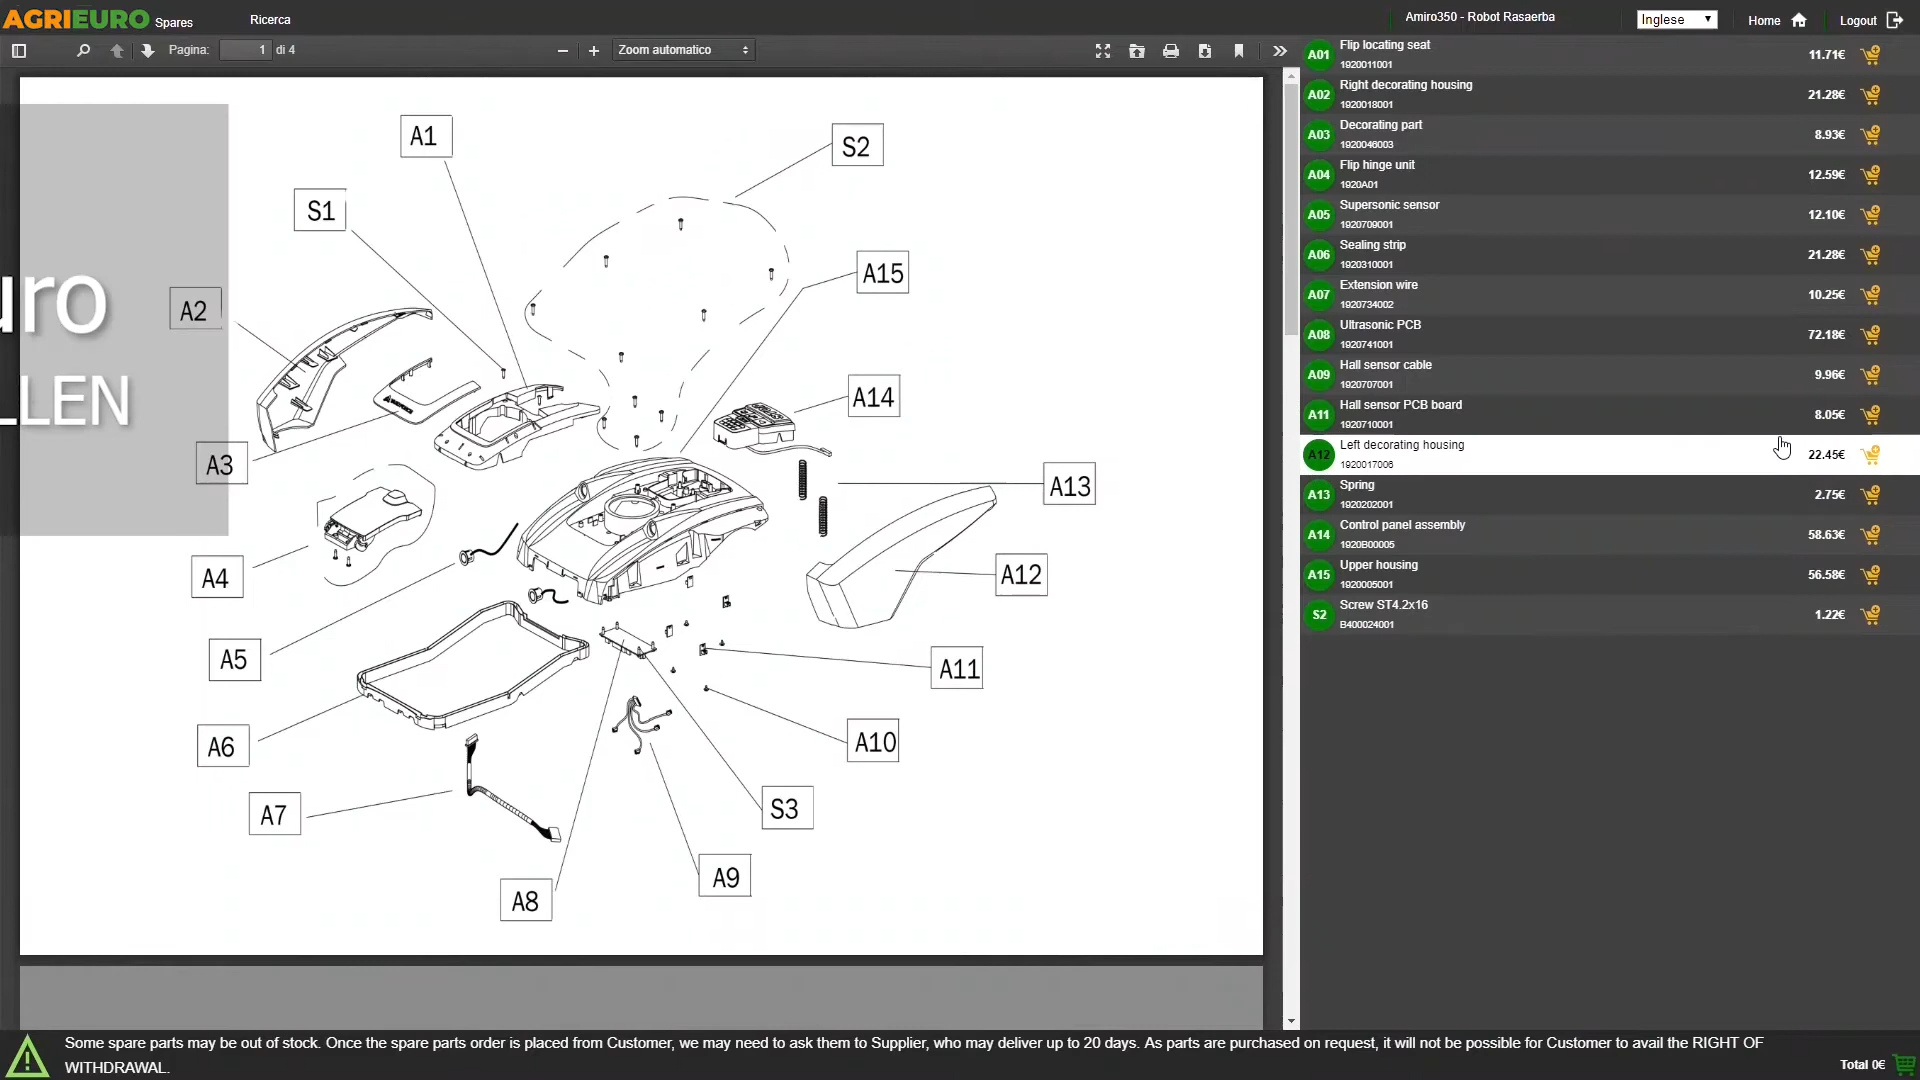 AGRIEURO Spares
Ricerca
Amiro350 - Robot Rasaerba
Inglese
Home
Logout
Pagina: 1 di 4
Zoom automatico
A1
S2
S1
A15
A2
uro
LLEN
A14
A3
A13
A4
A12
A5
A11
A6
A10
A7
S3
A9
A8
A01 Flip locating seat 11.71€
1920011001
A02 Right decorating housing 21.28€
1920018001
A03 Decorating part 8.93€
1920046003
A04 Flip hinge unit 12.59€
1920A01
A05 Supersonic sensor 12.10€
1920709001
A06 Sealing strip 21.28€
1920310001
A07 Extension wire 10.25€
1920734002
A08 Ultrasonic PCB 72.18€
1920741001
A09 Hall sensor cable 9.96€
1920707001
A11 Hall sensor PCB board 8.05€
1920710001
A12 Left decorating housing 22.45€
1920017006
A13 Spring 2.75€
1920202001
A14 Control panel assembly 58.63€
1920B00005
A15 Upper housing 56.58€
1920005001
S2 Screw ST4.2x16 1.22€
B400024001
Some spare parts may be out of stock. Once the spare parts order is placed from Customer, we may need to ask them to Supplier, who may deliver up to 20 days. As parts are purchased on request, it will not be possible for Customer to avail the RIGHT OF
WITHDRAWAL.
Total 0€